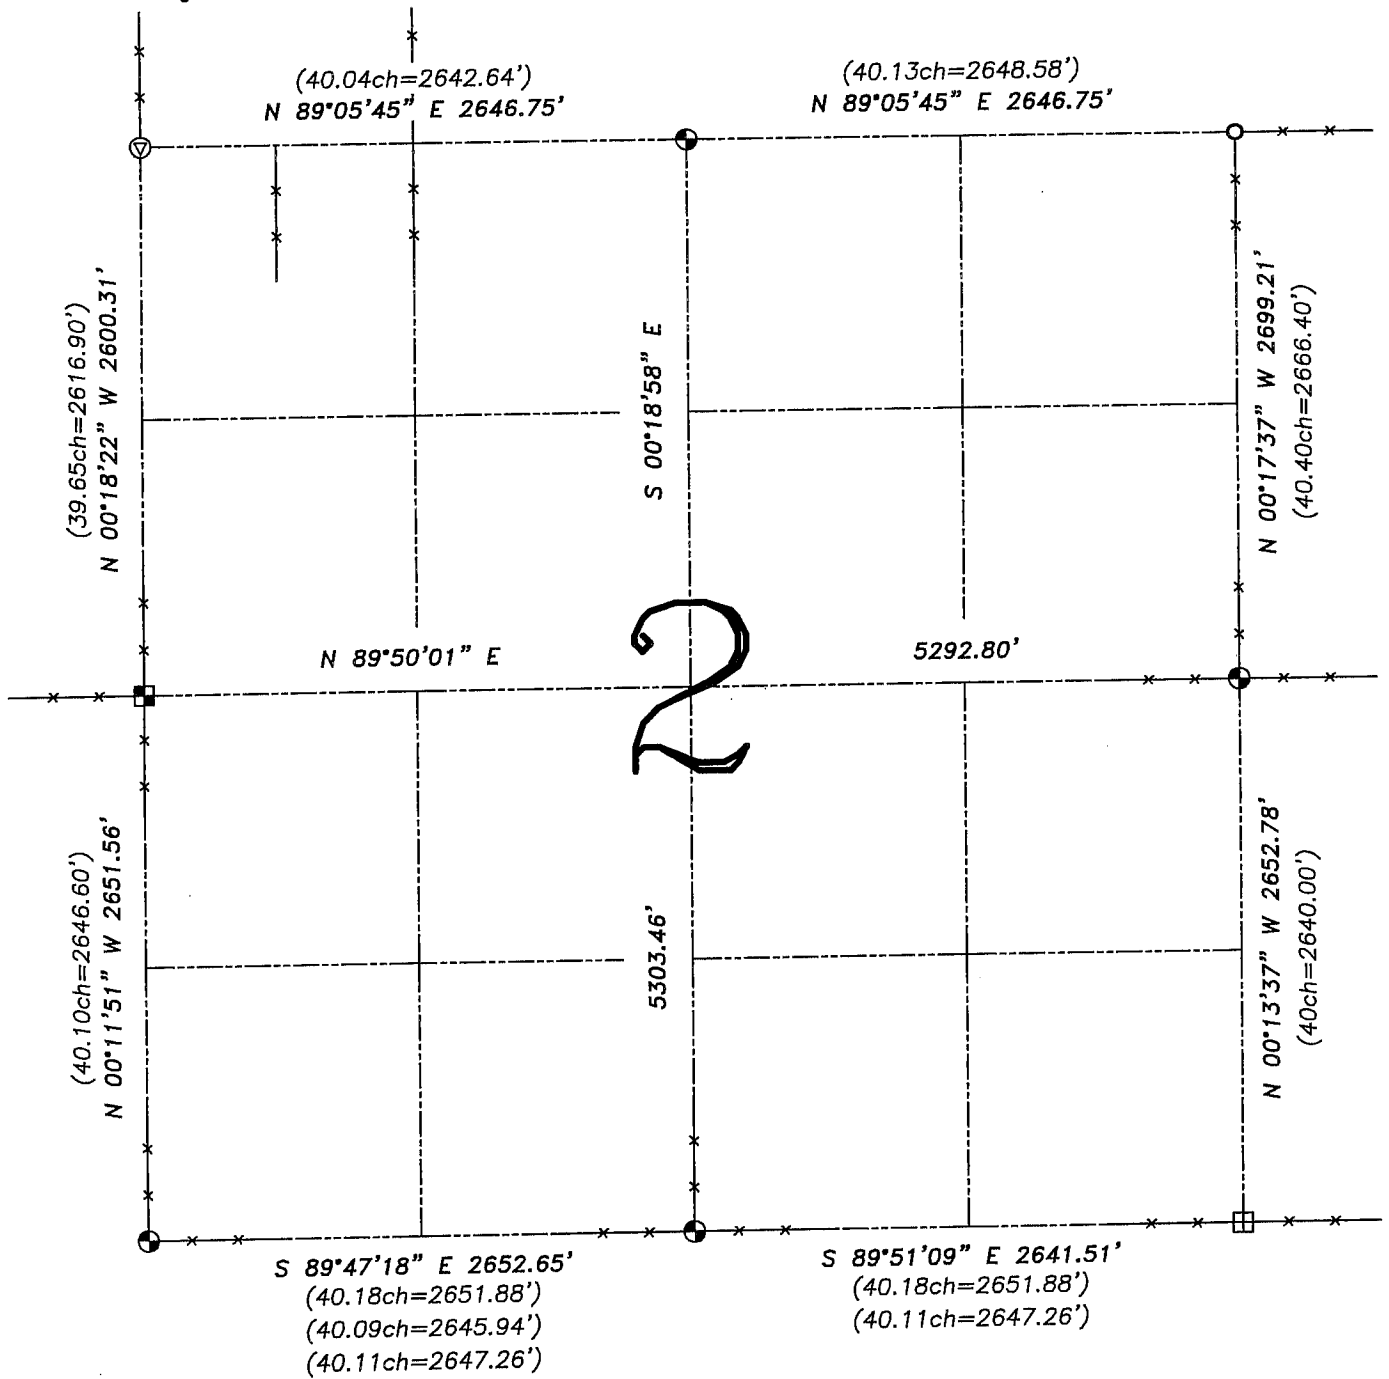 (40.04ch=2642.64')
N 89°05'45" E 2646.75'
(40.13ch=2648.58')
N 89°05'45" E 2646.75'
(39.65ch=2616.90')
N 00°18'22" W 2600.31'
S 00°18'58" E
N 00°17'37" W 2699.21'
(40.40ch=2666.40')
2
N 89°50'01" E
5292.80'
(40.10ch=2646.60')
N 00°11'51" W 2651.56'
5303.46'
N 00°13'37" W 2652.78'
(40ch=2640.00')
S 89°47'18" E 2652.65'
(40.18ch=2651.88')
(40.09ch=2645.94')
(40.11ch=2647.26')
S 89°51'09" E 2641.51'
(40.18ch=2651.88')
(40.11ch=2647.26')